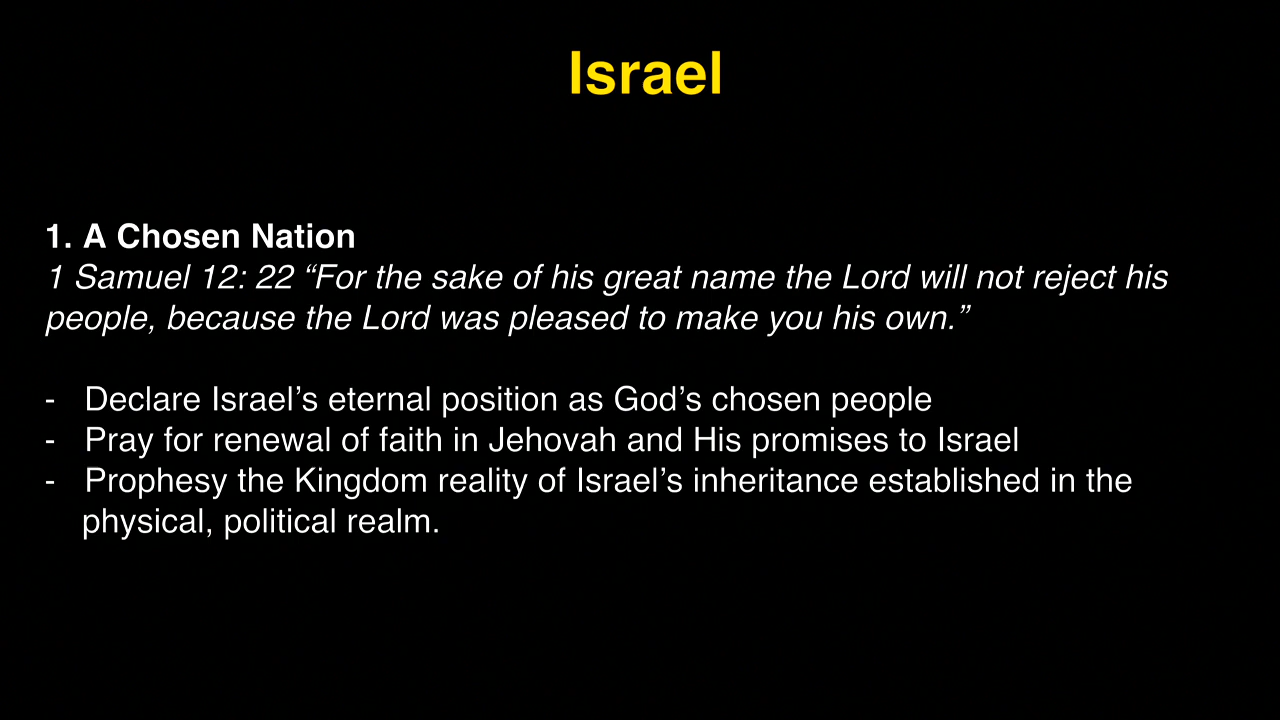 Israel
1. A Chosen Nation
1 Samuel 12: 22 “For the sake of his great name the Lord will not reject his
people, because the Lord was pleased to make you his own.”
- Declare Israel’s eternal position as God’s chosen people
- Pray for renewal of faith in Jehovah and His promises to Israel
- Prophesy the Kingdom reality of Israel’s inheritance established in the
physical, political realm.